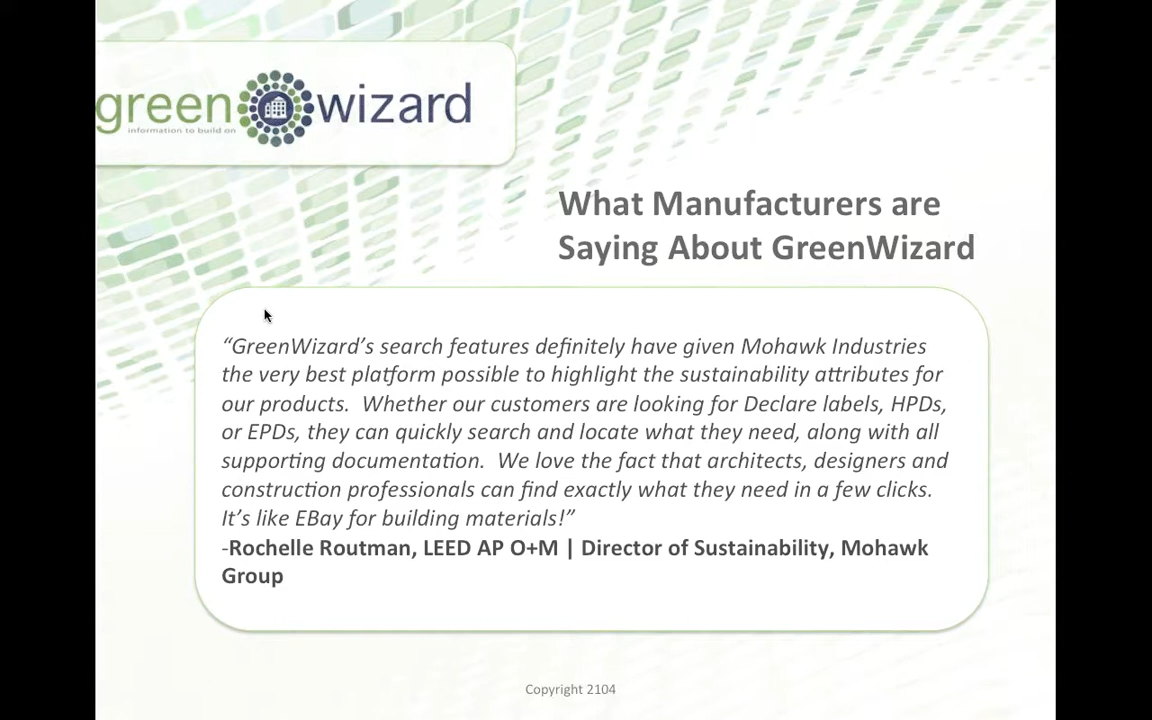 greenwizard
information to build on
What Manufacturers are
Saying About GreenWizard
“GreenWizard’s search features definitely have given Mohawk Industries
the very best platform possible to highlight the sustainability attributes for
our products.  Whether our customers are looking for Declare labels, HPDs,
or EPDs, they can quickly search and locate what they need, along with all
supporting documentation.  We love the fact that architects, designers and
construction professionals can find exactly what they need in a few clicks.
It’s like EBay for building materials!”
-Rochelle Routman, LEED AP O+M | Director of Sustainability, Mohawk
Group
Copyright 2104